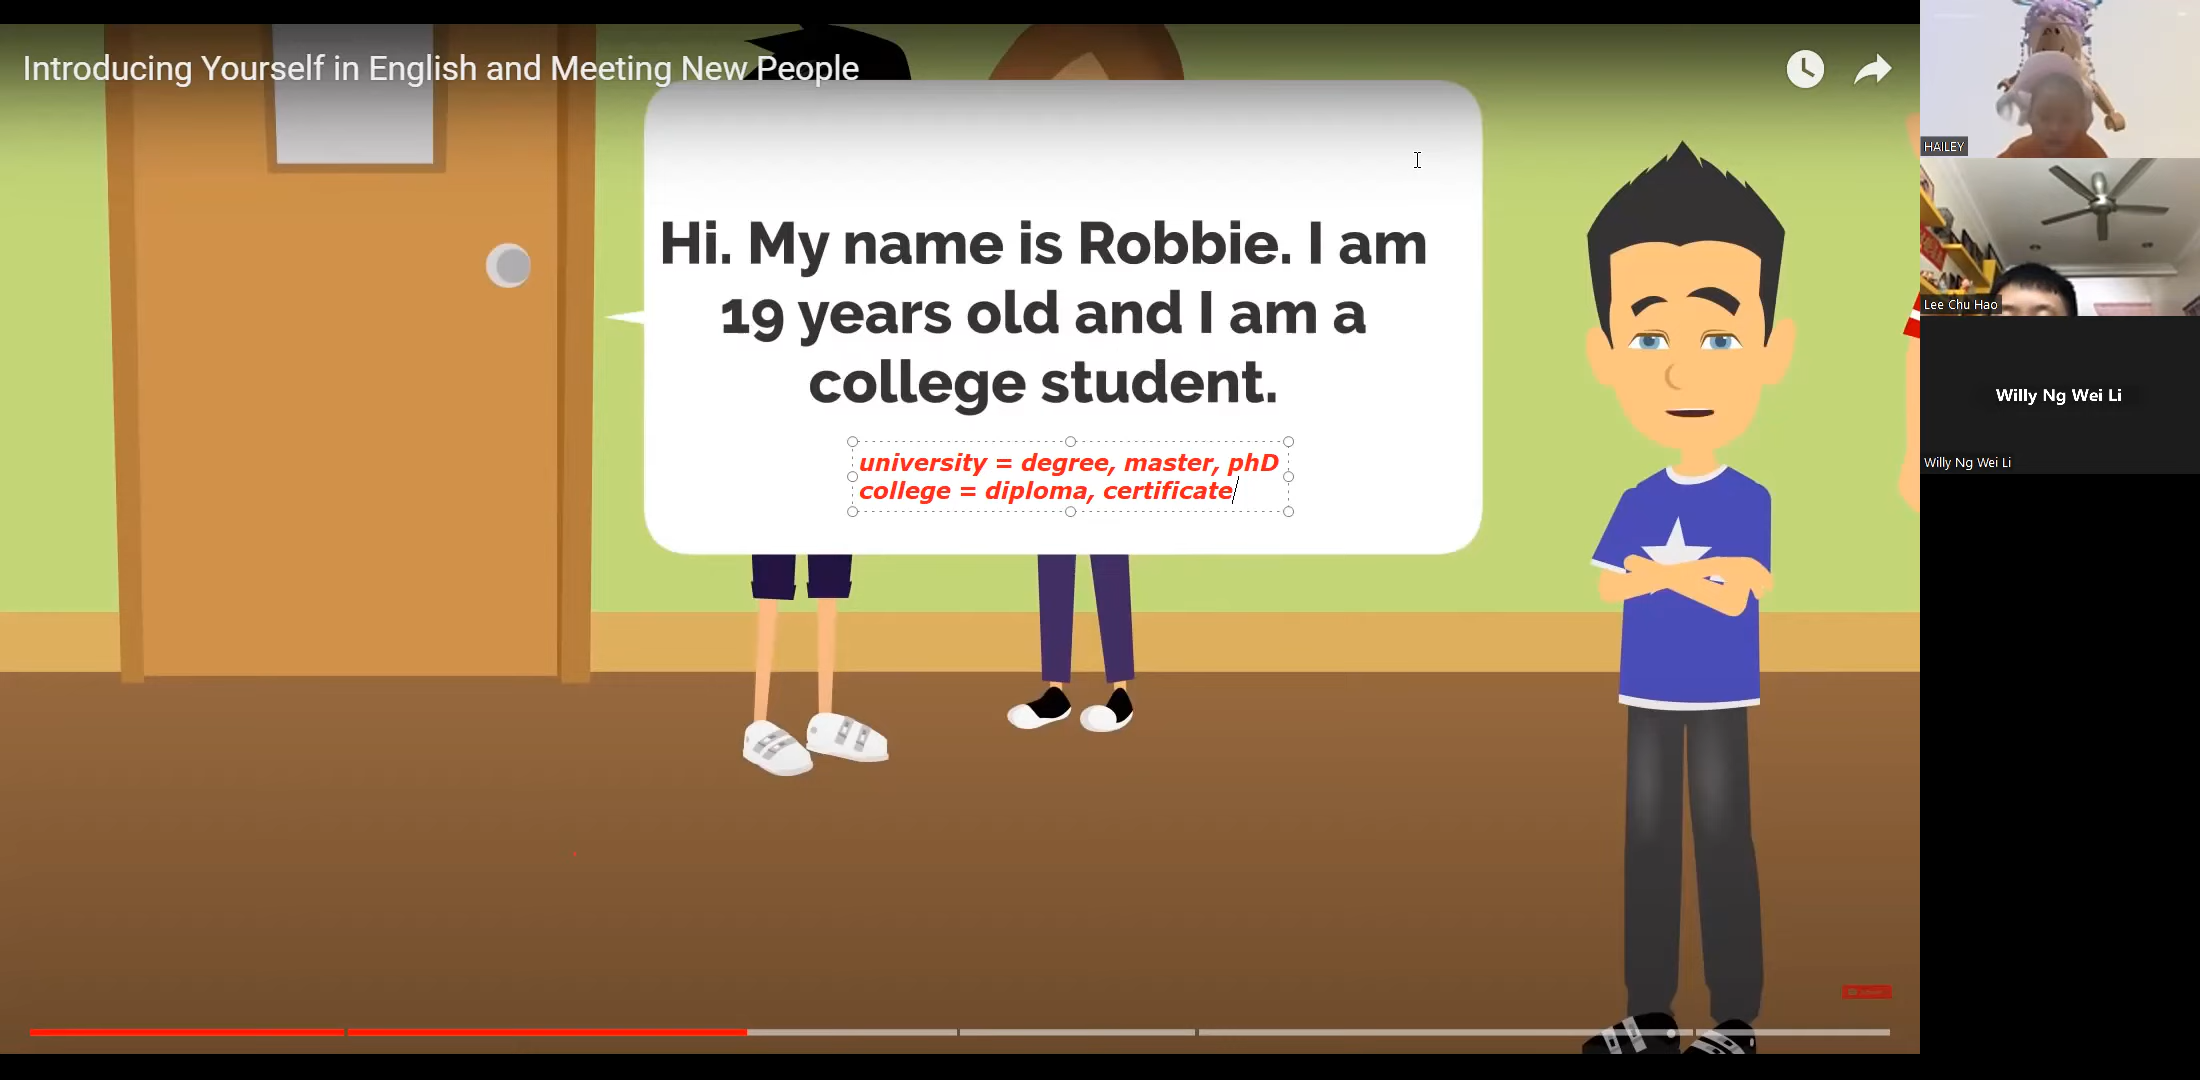 Introducing Yourself in English and Meeting New People
Hi. My name is Robbie. I am
19 years old and I am a
college student.
university = degree, master, phD
college = diploma, certificate
HAILEY
Lee Chu Hao
Willy Ng Wei Li
Willy Ng Wei Li